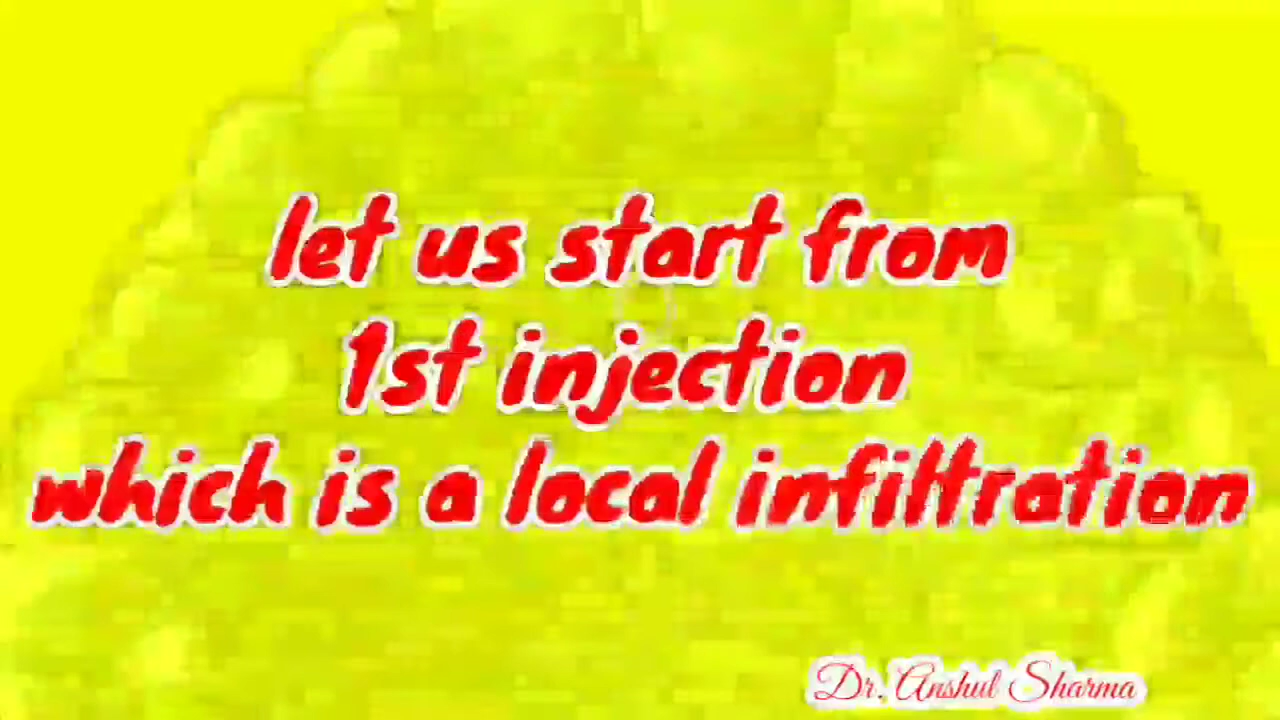 let us start from
1st injection
which is a local infiltration
Dr. Anshul Sharma